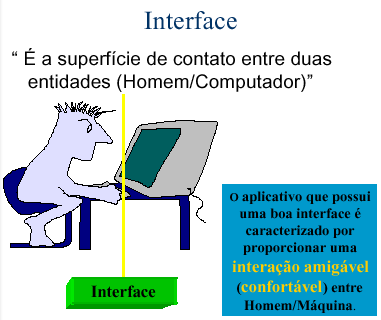 Interface
“ É a superfície de contato entre duas
entidades (Homem/Computador)”
O aplicativo que possui
uma boa interface é
caracterizado por
proporcionar uma
interação amigável
(confortável) entre
Homem/Máquina.
Interface